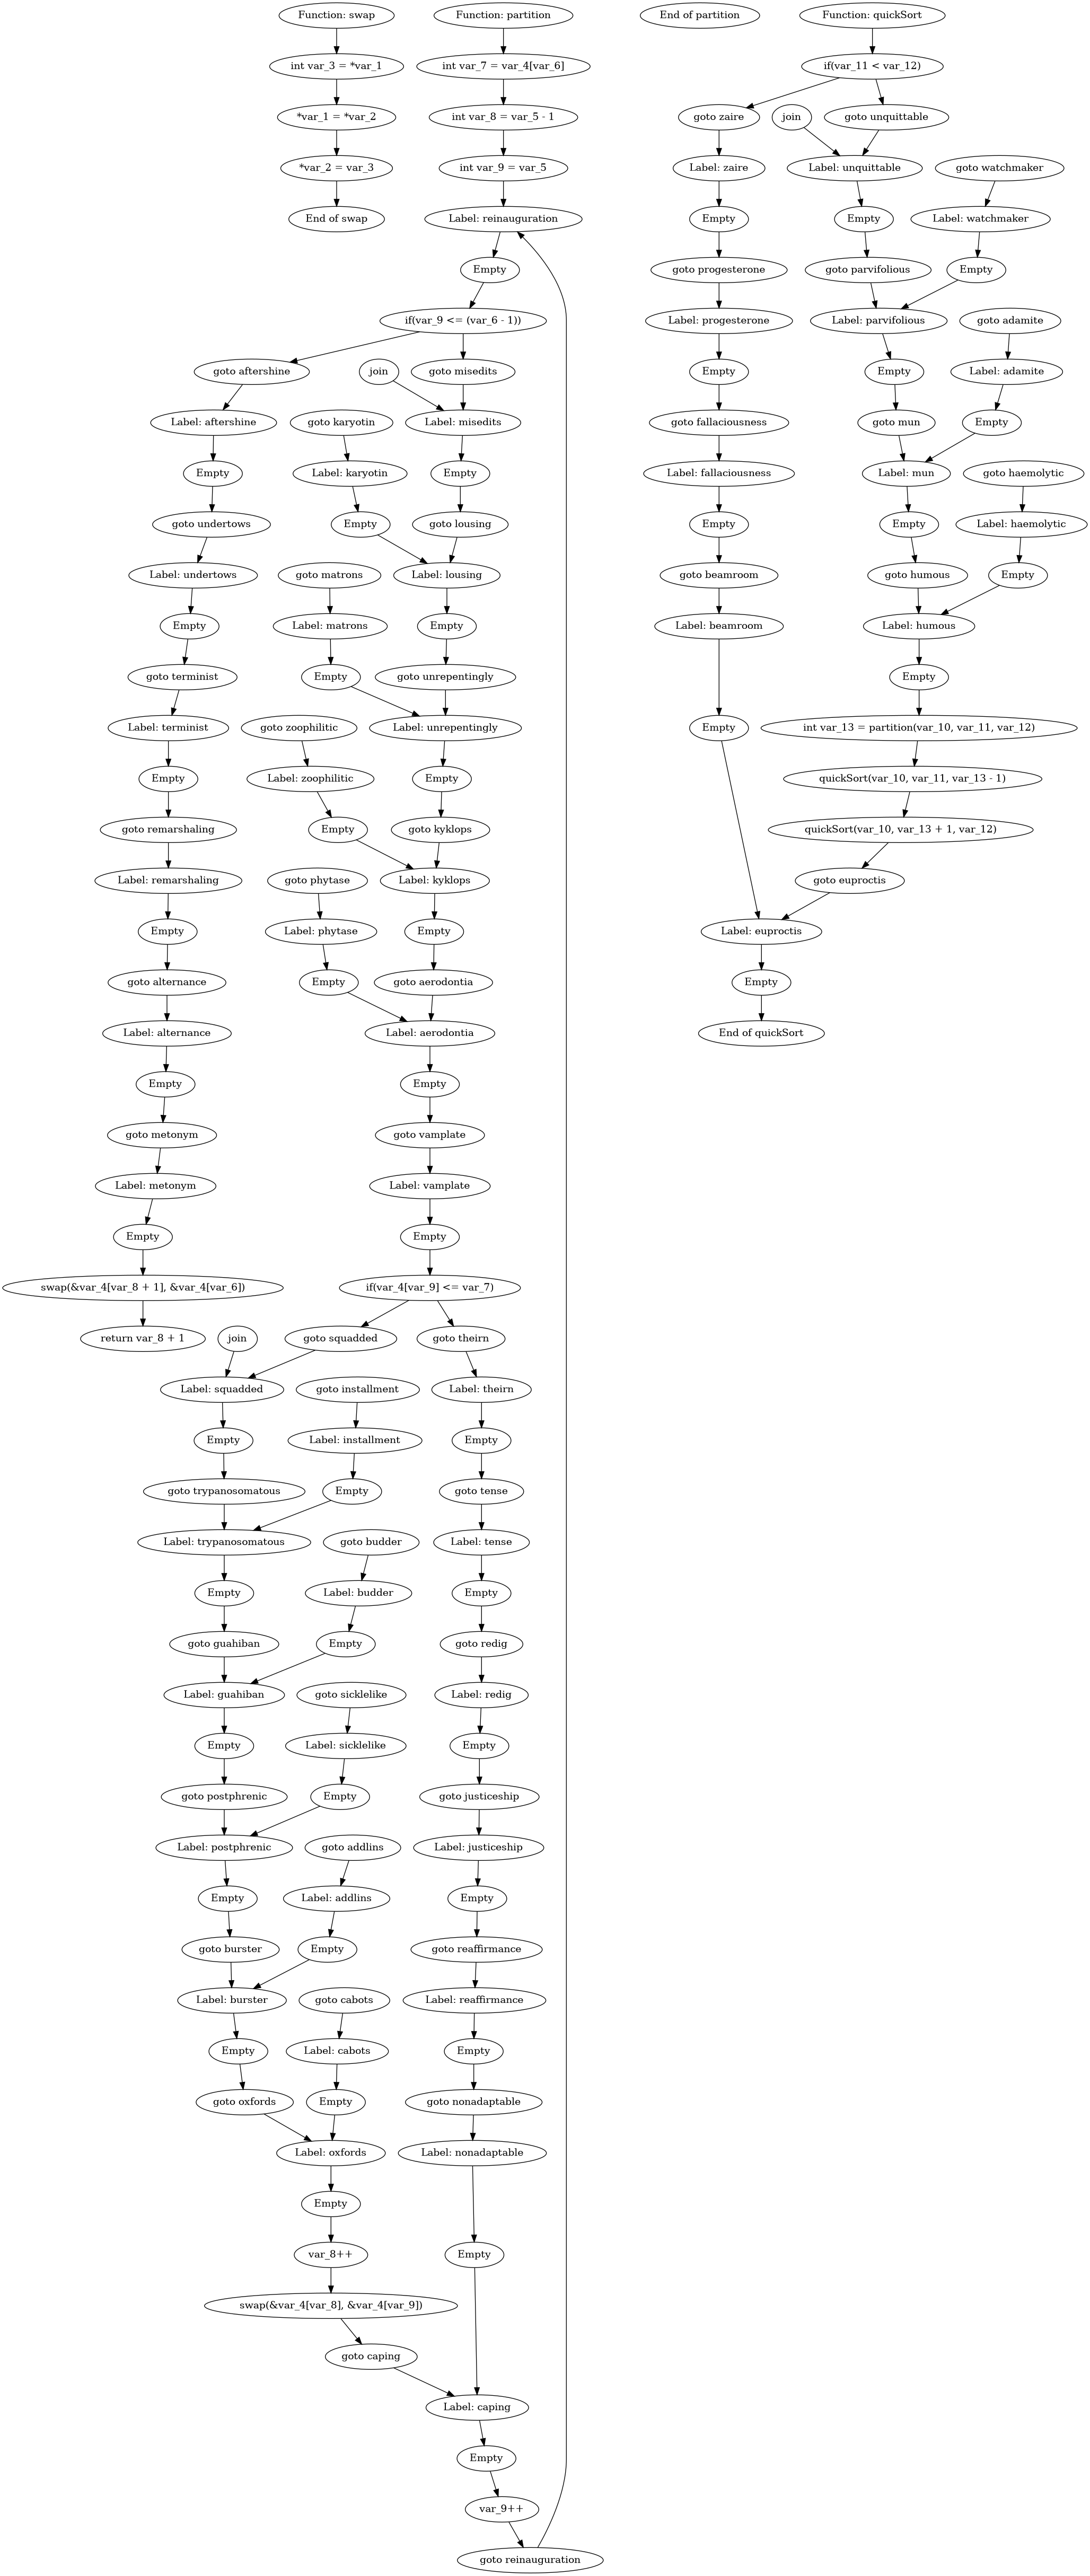 Function: swap
int var_3 = *var_1
*var_1 = *var_2
*var_2 = var_3
End of swap
Function: partition
int var_7 = var_4[var_6]
int var_8 = var_5 - 1
int var_9 = var_5
Label: reinauguration
Empty
if(var_9 <= (var_6 - 1))
goto aftershine
Label: aftershine
Empty
goto undertows
Label: undertows
Empty
goto terminist
Label: terminist
Empty
goto remarshaling
Label: remarshaling
Empty
goto alternance
Label: alternance
Empty
goto metonym
Label: metonym
Empty
swap(&var_4[var_8 + 1], &var_4[var_6])
return var_8 + 1
join
goto misedits
Label: misedits
Empty
goto lousing
goto karyotin
Label: karyotin
Empty
Label: lousing
Empty
goto unrepentingly
goto matrons
Label: matrons
Empty
Label: unrepentingly
Empty
goto kyklops
goto zoophilitic
Label: zoophilitic
Empty
Label: kyklops
Empty
goto aerodontia
goto phytase
Label: phytase
Empty
Label: aerodontia
Empty
goto vamplate
Label: vamplate
Empty
if(var_4[var_9] <= var_7)
join
goto squadded
Label: squadded
Empty
goto trypanosomatous
goto installment
Label: installment
Empty
Label: trypanosomatous
Empty
goto guahiban
goto budder
Label: budder
Empty
Label: guahiban
Empty
goto postphrenic
goto sicklelike
Label: sicklelike
Empty
Label: postphrenic
Empty
goto burster
goto addlins
Label: addlins
Empty
Label: burster
Empty
goto oxfords
goto cabots
Label: cabots
Empty
Label: oxfords
Empty
var_8++
swap(&var_4[var_8], &var_4[var_9])
goto caping
goto theirn
Label: theirn
Empty
goto tense
Label: tense
Empty
goto redig
Label: redig
Empty
goto justiceship
Label: justiceship
Empty
goto reaffirmance
Label: reaffirmance
Empty
goto nonadaptable
Label: nonadaptable
Empty
Label: caping
Empty
var_9++
goto reinauguration
End of partition
Function: quickSort
if(var_11 < var_12)
goto zaire
Label: zaire
Empty
goto progesterone
Label: progesterone
Empty
goto fallaciousness
Label: fallaciousness
Empty
goto beamroom
Label: beamroom
Empty
join
goto unquittable
Label: unquittable
Empty
goto parvifolious
goto watchmaker
Label: watchmaker
Empty
Label: parvifolious
Empty
goto mun
goto adamite
Label: adamite
Empty
Label: mun
Empty
goto humous
goto haemolytic
Label: haemolytic
Empty
Label: humous
Empty
int var_13 = partition(var_10, var_11, var_12)
quickSort(var_10, var_11, var_13 - 1)
quickSort(var_10, var_13 + 1, var_12)
goto euproctis
Label: euproctis
Empty
End of quickSort